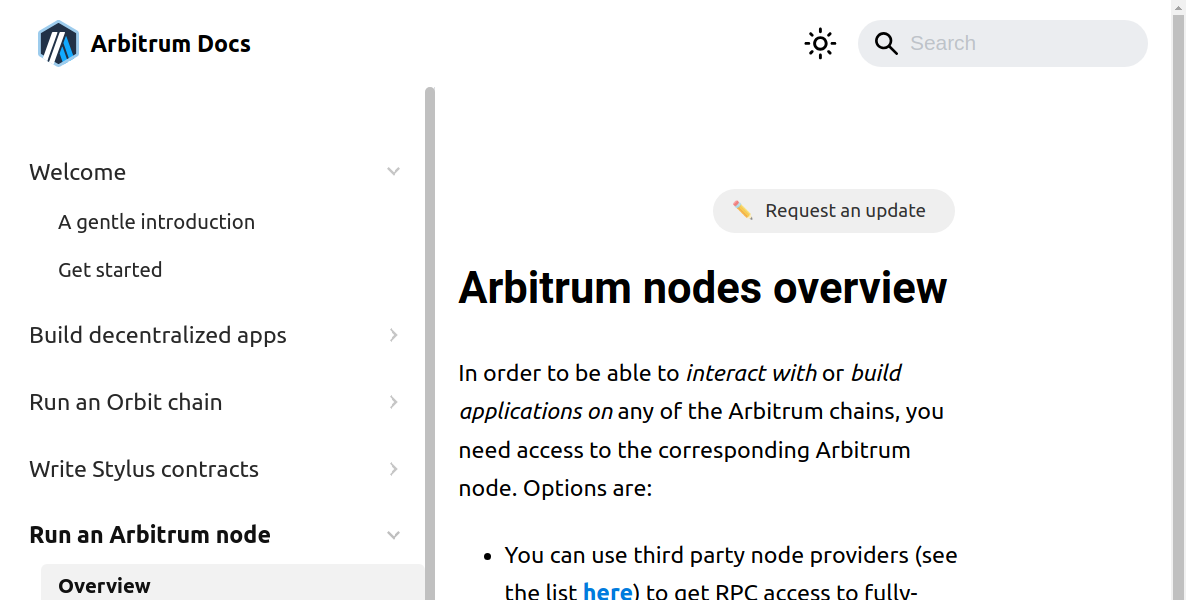 Arbitrum Docs
Search
Welcome
A gentle introduction
Get started
Build decentralized apps
Run an Orbit chain
Write Stylus contracts
Run an Arbitrum node
Overview
✏️ Request an update
Arbitrum nodes overview
In order to be able to interact with or build
applications on any of the Arbitrum chains, you
need access to the corresponding Arbitrum
node. Options are:
• You can use third party node providers (see
the list here) to get RPC access to fully-